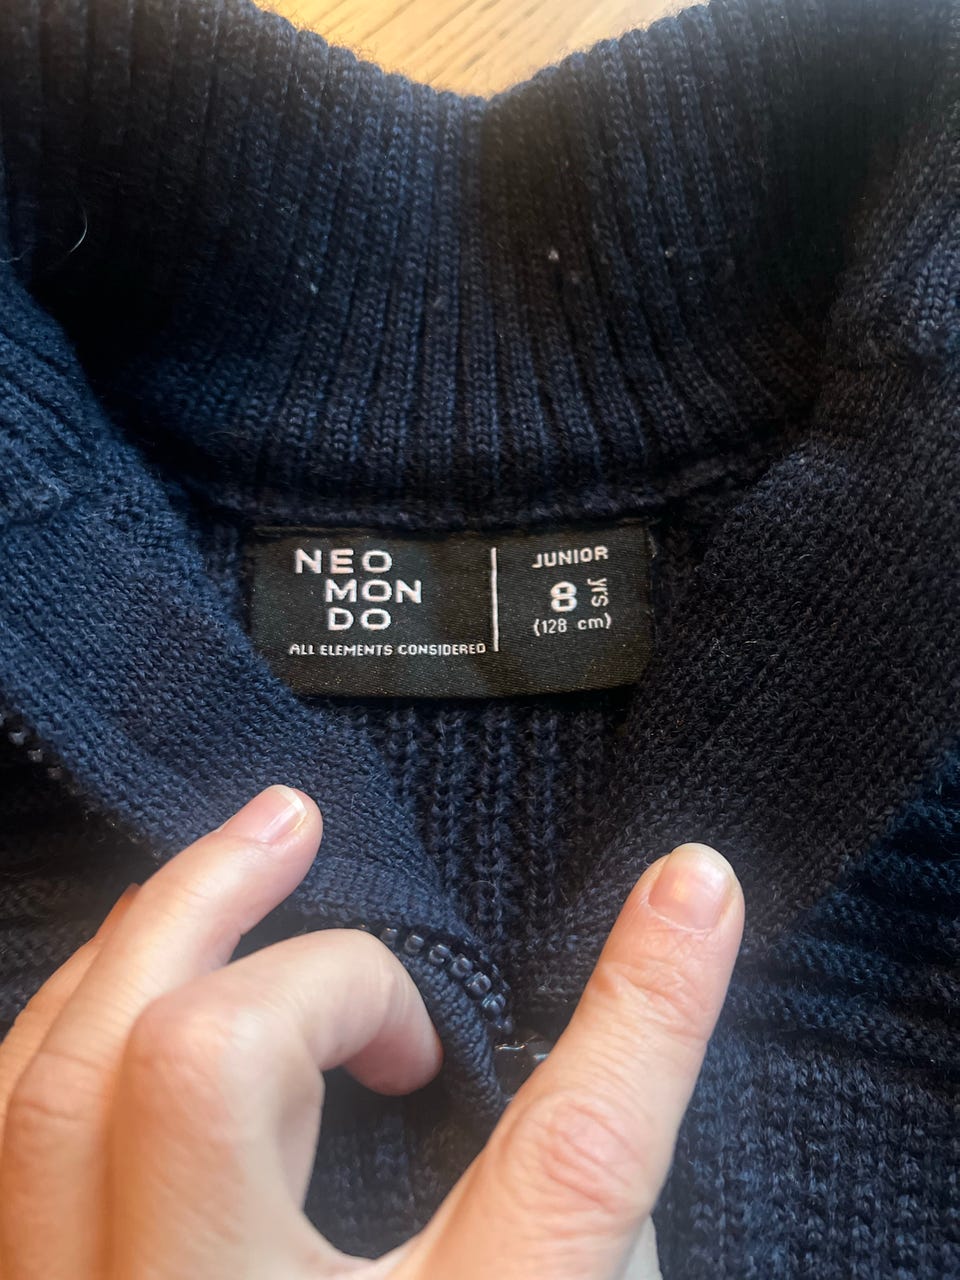 NEO
MON
DO
ALL ELEMENTS CONSIDERED
JUNIOR
8 yrs
(128 cm)